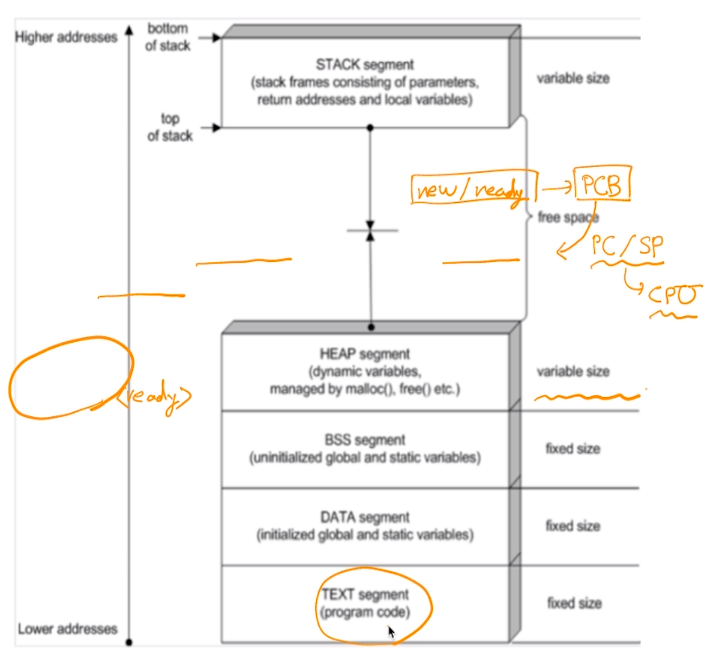 Higher addresses
bottom
of stack
STACK segment
(stack frames consisting of parameters,
return addresses and local variables)
variable size
top
of stack
new/ready
PCB
free space
PC/SP
CPU
HEAP segment
(dynamic variables,
managed by malloc(), free() etc.)
variable size
<ready>
BSS segment
(uninitialized global and static variables)
fixed size
DATA segment
(initialized global and static variables)
fixed size
TEXT segment
(program code)
fixed size
Lower addresses